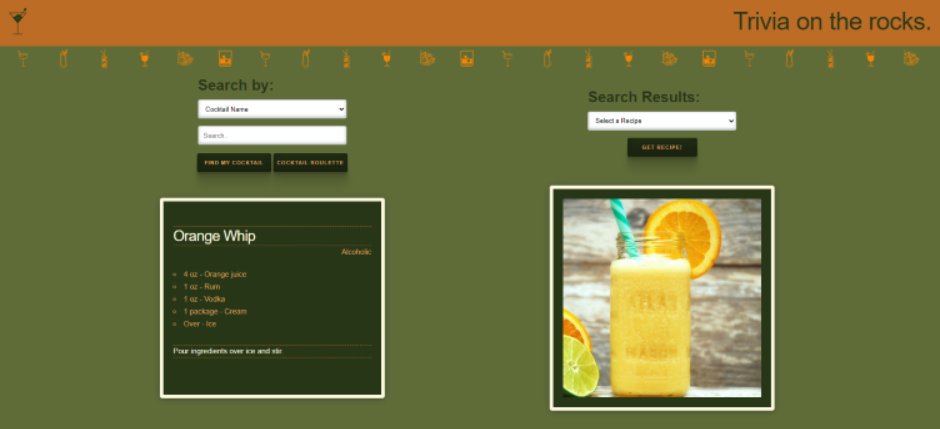 Trivia on the rocks.
Search by:
Cocktail Name
Search..
FIND MY COCKTAIL
COCKTAIL ROULETTE
Orange Whip
Alcoholic
4 oz - Orange juice
1 oz - Rum
1 oz - Vodka
1 package - Cream
Over - Ice
Pour ingredients over ice and stir.
Search Results:
Select a Recipe
GET RECIPE!
ATLAS
MASON